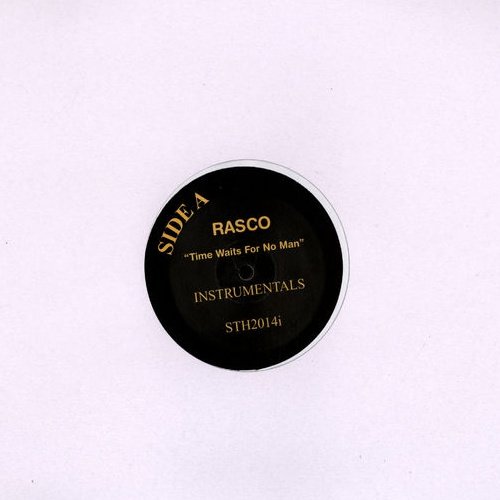 SIDE A
RASCO
“Time Waits For No Man”
INSTRUMENTALS
STH2014i